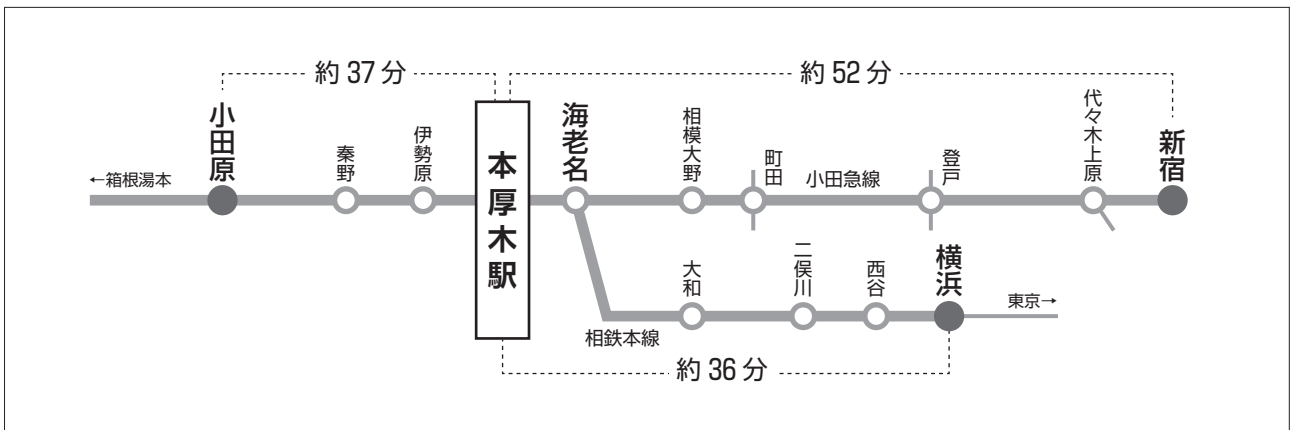 約 37 分
約 52 分
←箱根湯本
小田原
秦野
伊勢原
本厚木駅
海老名
相模大野
町田
小田急線
登戸
代々木上原
新宿
相鉄本線
大和
二俣川
西谷
横浜
東京→
約 36 分